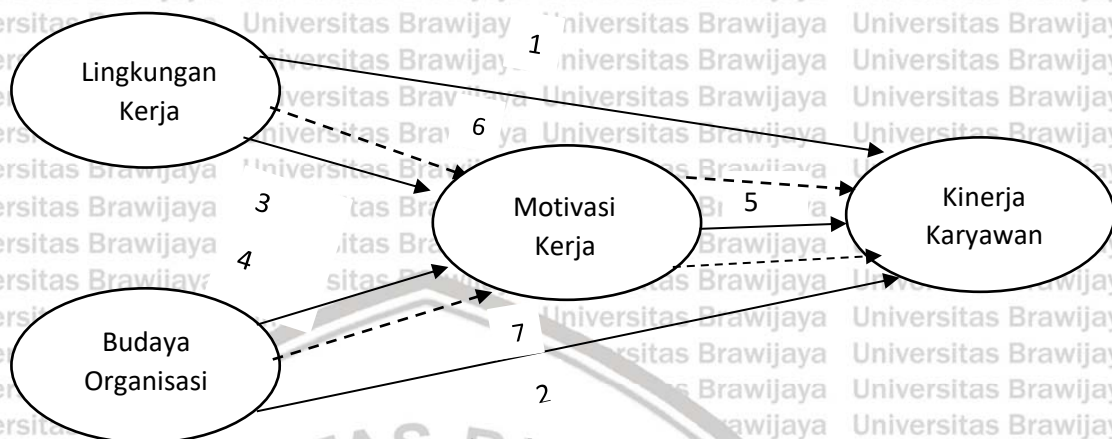 1
Lingkungan
Kerja
6
3
Motivasi
Kerja
5
Kinerja
Karyawan
4
Budaya
Organisasi
7
2
Universitas Brawijaya